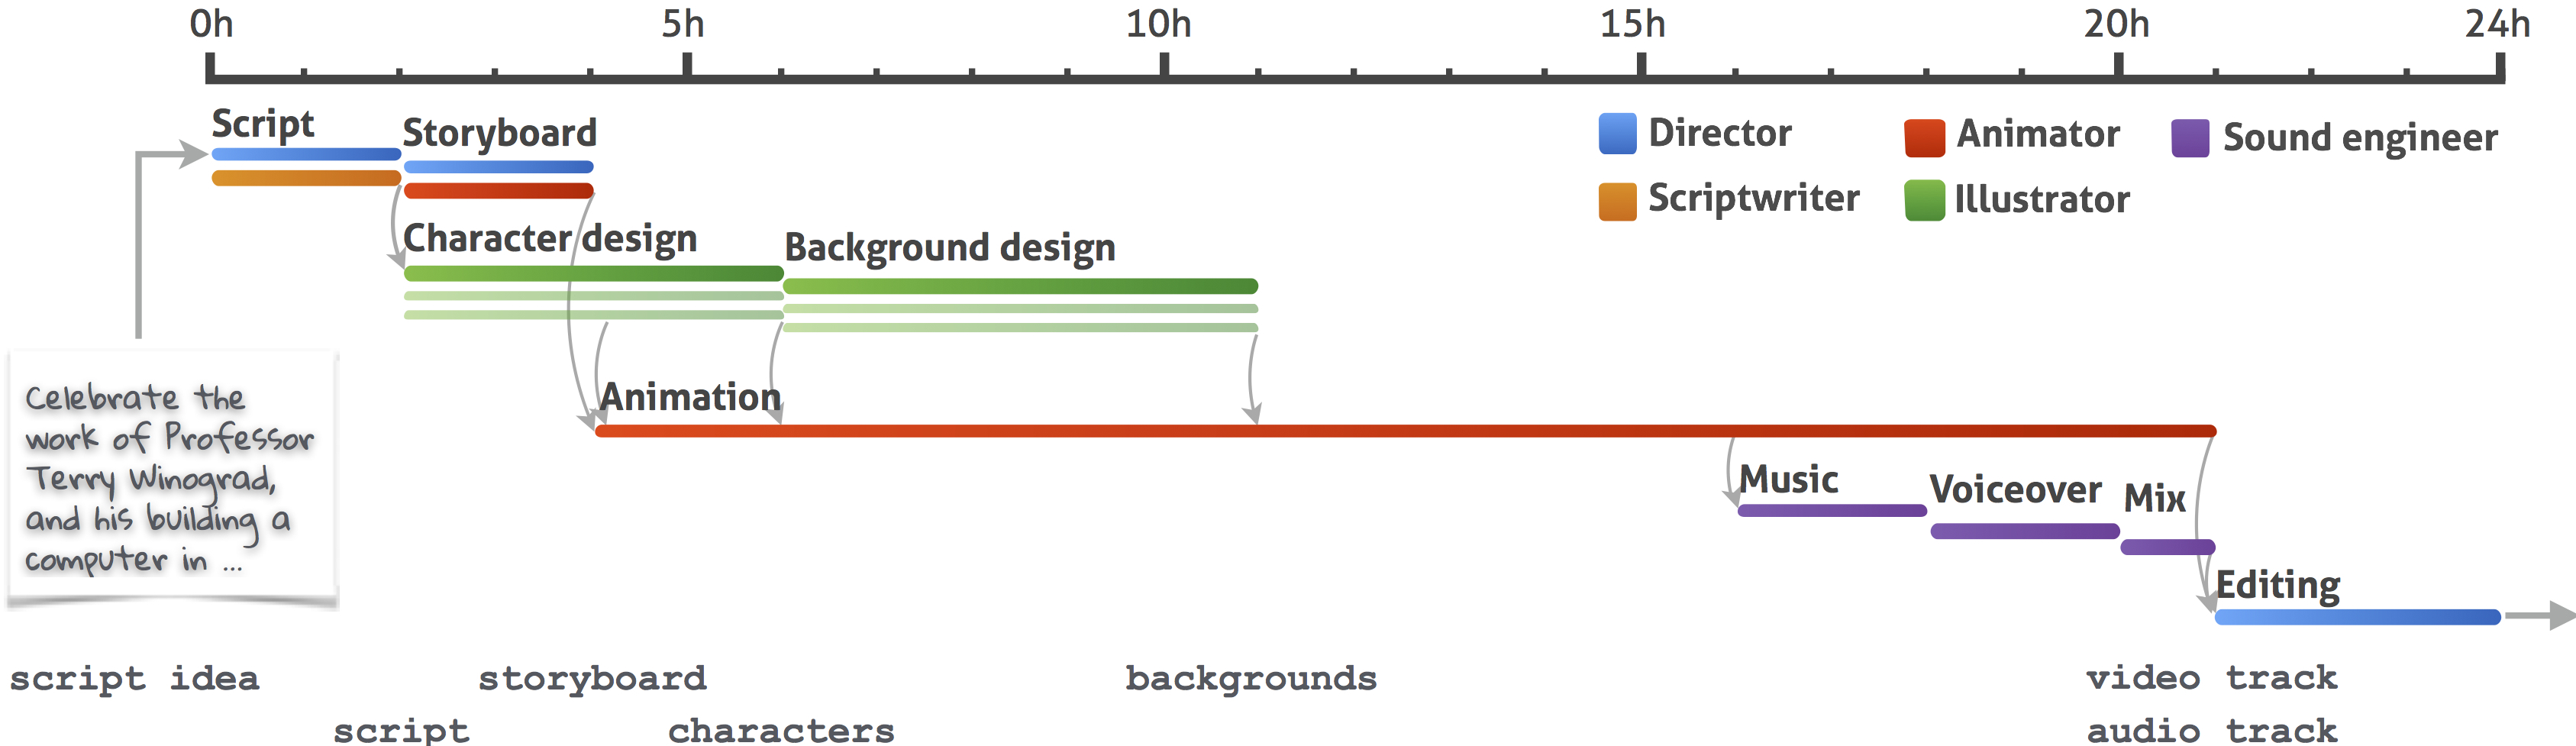 0h 5h 10h 15h 20h 24h
Script
Storyboard
Director Animator Sound engineer
Scriptwriter Illustrator
Character design
Background design
Animation
Celebrate the
work of Professor
Terry Winograd,
and his building a
computer in ...
Music
Voiceover
Mix
Editing
script idea storyboard backgrounds video track
script characters audio track